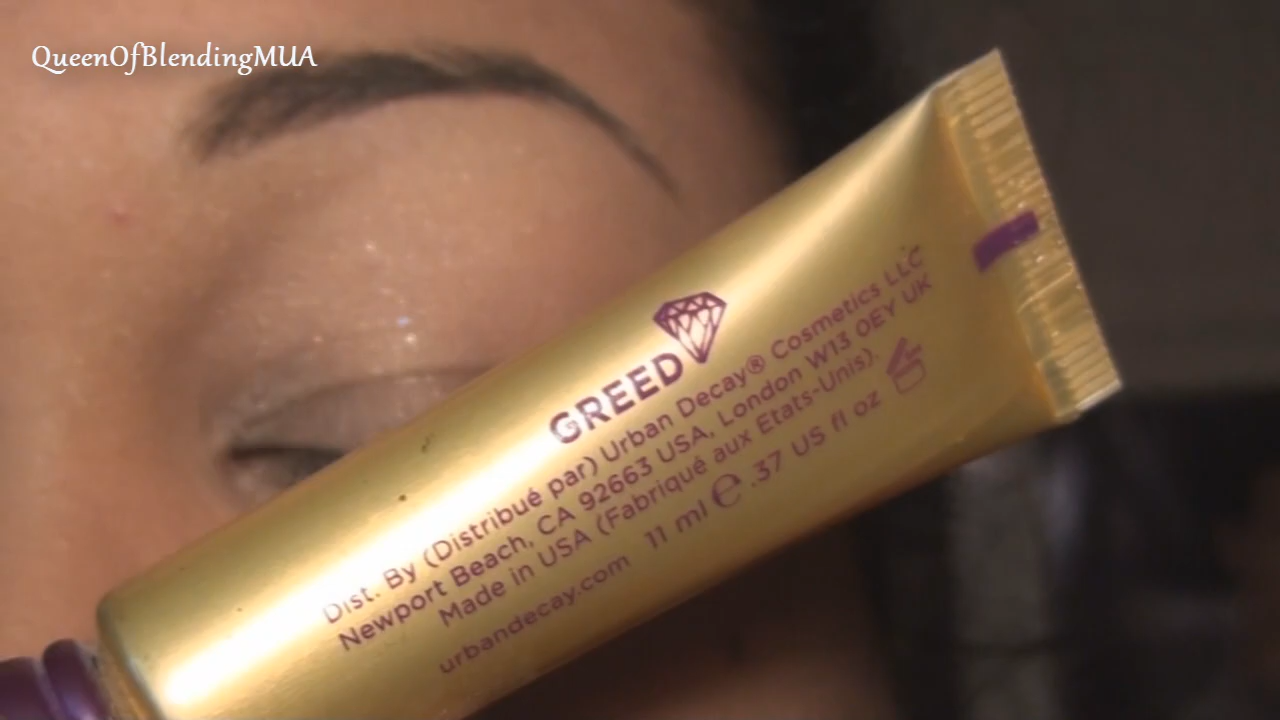 QueenOfBlendingMUA
GREED
Dist. By (Distribué par) Urban Decay® Cosmetics LLC
Newport Beach, CA 92663 USA, London W13 0EY UK
Made in USA (Fabriqué aux Etats-Unis).
urbandecay.com 11 ml ℮ .37 US fl oz